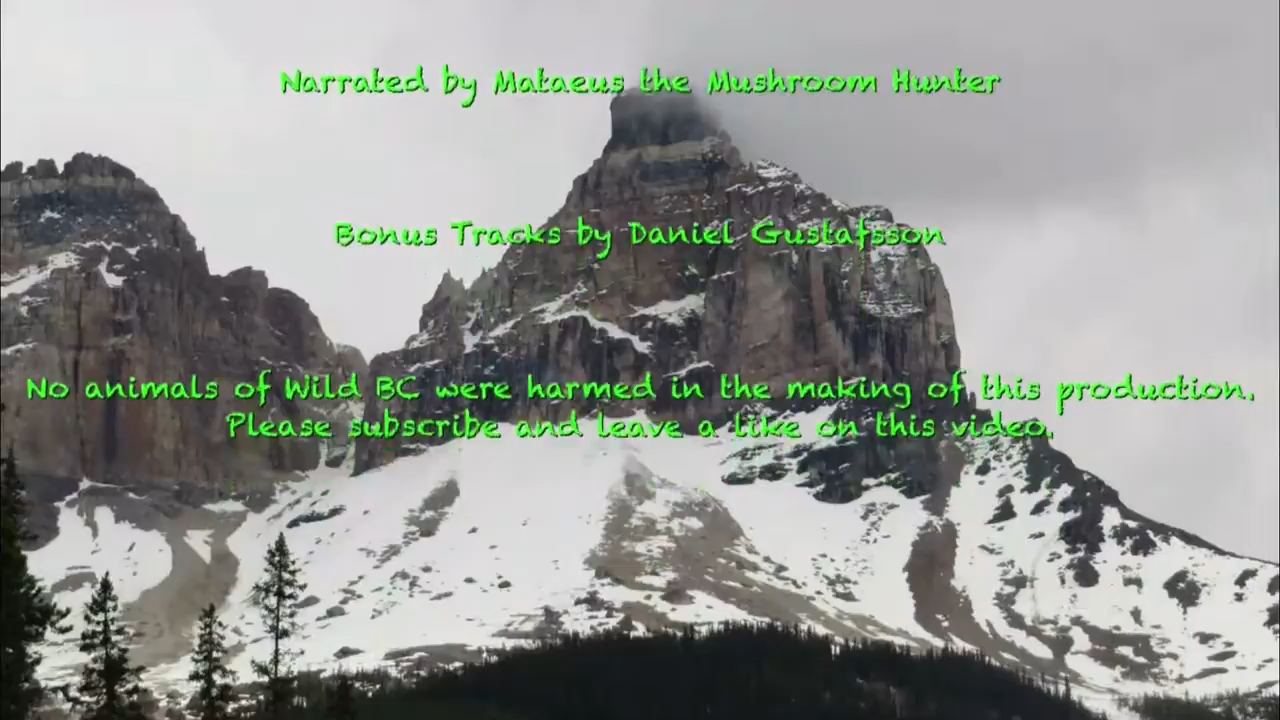 Narrated by Mataeus the Mushroom Hunter
Bonus Tracks by Daniel Gustafsson
No animals of Wild BC were harmed in the making of this production.
Please subscribe and leave a like on this video.